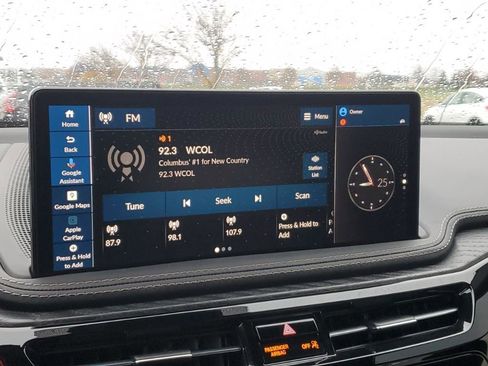 Home
Back
Google
Assistant
Google Maps
Apple
CarPlay
Press & Hold
to Add
FM
Menu
1
92.3 WCOL
Columbus' #1 for New Country
92.3 WCOL
Station
List
Tune
Seek
Scan
87.9
98.1
107.9
Press & Hold to
Add
Owner
25
PASSENGER
AIRBAG
OFF